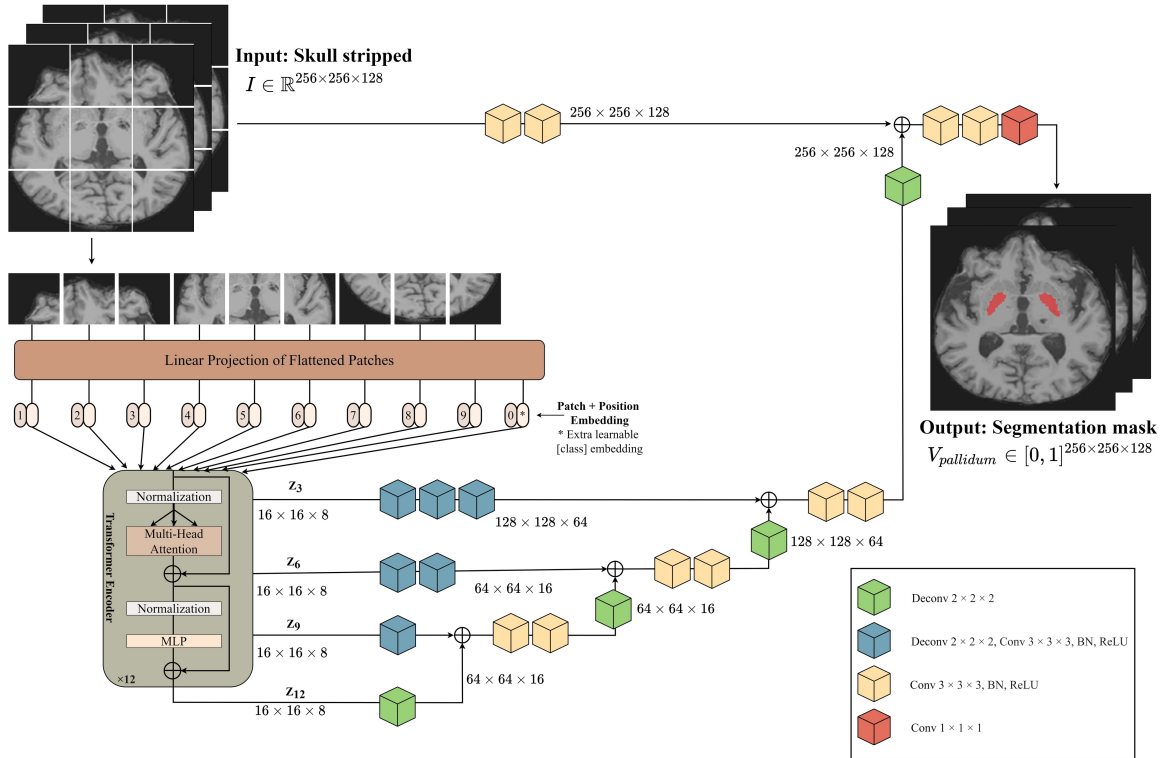 Input: Skull stripped
I ∈ ℝ^{256×256×128}
256 × 256 × 128
256 × 256 × 128
Linear Projection of Flattened Patches
1 2 3 4 5 6 7 8 9 0 *
Patch + Position
Embedding
* Extra learnable
[class] embedding
Output: Segmentation mask
V_{pallidum} ∈ [0, 1]^{256×256×128}
Transformer Encoder
Normalization
Multi-Head
Attention
Normalization
MLP
×12
Z_3
16 × 16 × 8
128 × 128 × 64
128 × 128 × 64
Z_6
16 × 16 × 8
64 × 64 × 16
64 × 64 × 16
Z_9
16 × 16 × 8
64 × 64 × 16
Z_{12}
16 × 16 × 8
Deconv 2 × 2 × 2
Deconv 2 × 2 × 2, Conv 3 × 3 × 3, BN, ReLU
Conv 3 × 3 × 3, BN, ReLU
Conv 1 × 1 × 1